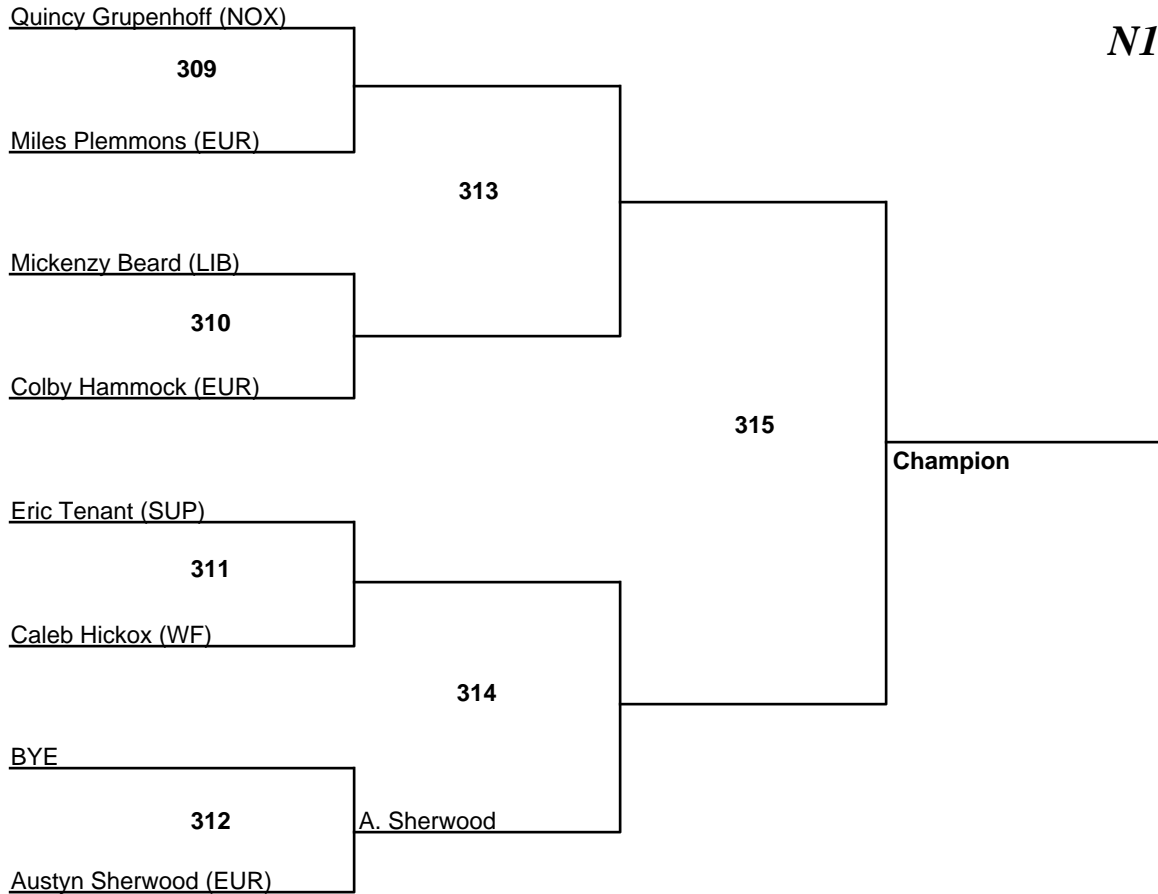 Quincy Grupenhoff (NOX)
N1
309
Miles Plemmons (EUR)
313
Mickenzy Beard (LIB)
310
Colby Hammock (EUR)
315
Champion
Eric Tenant (SUP)
311
Caleb Hickox (WF)
314
BYE
312
A. Sherwood
Austyn Sherwood (EUR)